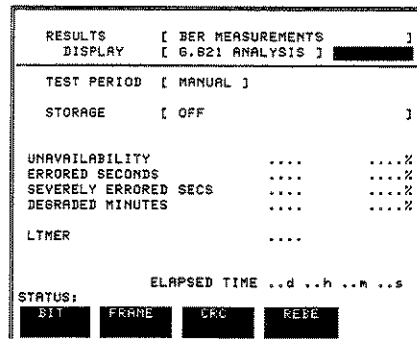 RESULTS [ BER MEASUREMENTS ]
DISPLAY [ G.821 ANALYSIS ]
TEST PERIOD [ MANUAL ]
STORAGE [ OFF ]
UNAVAILABILITY .... ....%
ERRORED SECONDS .... ....%
SEVERELY ERRORED SECS .... ....%
DEGRADED MINUTES .... ....%
LTMER ....
ELAPSED TIME ..d ..h ..m ..s
STATUS:
BIT FRAME CRC REBE